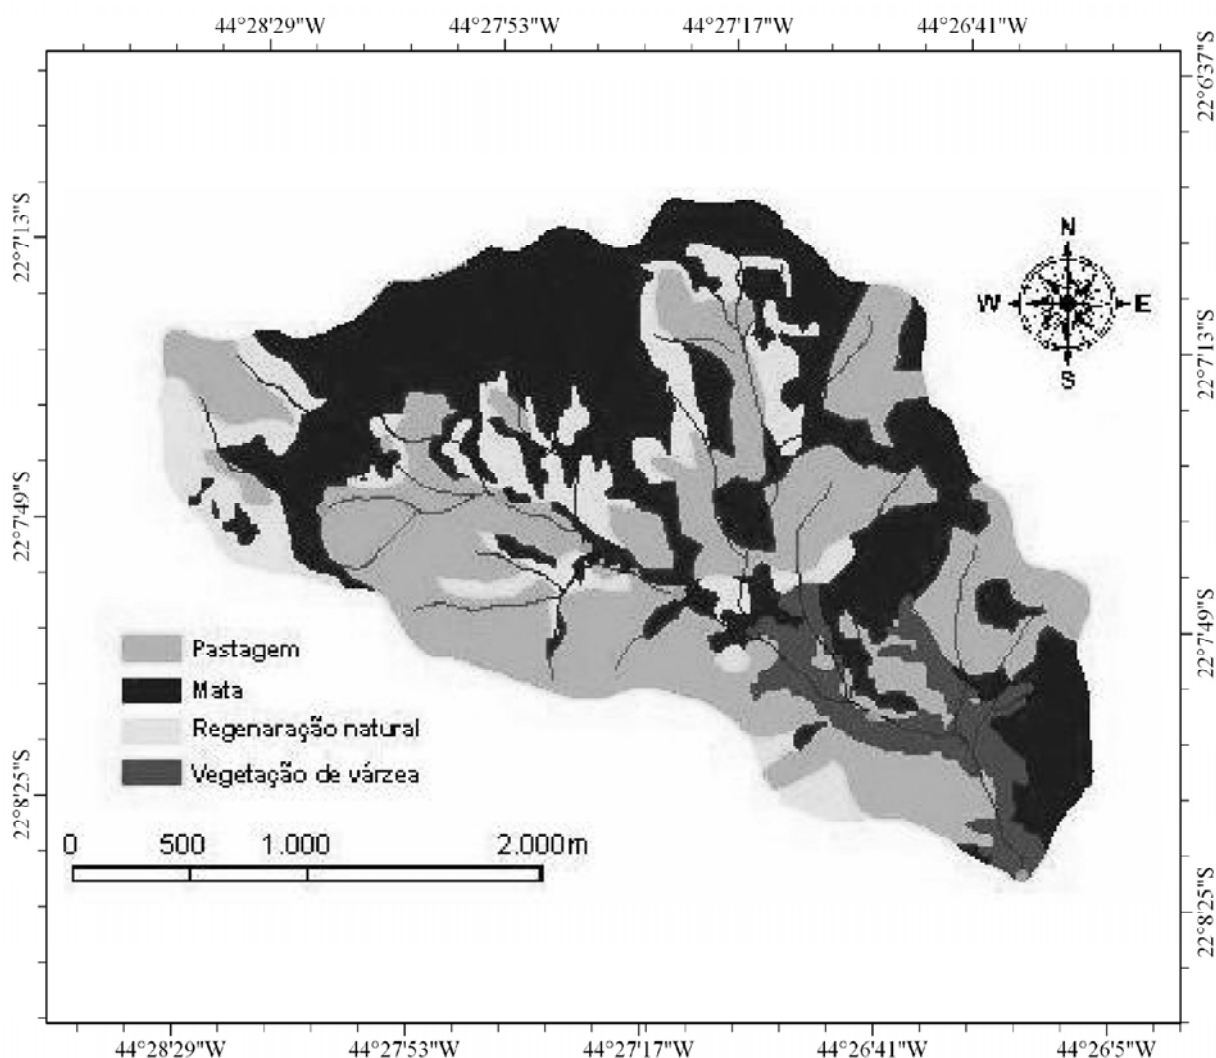 44°28'29"W 44°27'53"W 44°27'17"W 44°26'41"W
22°6'37"S
22°7'13"S
22°7'13"S
22°7'49"S
22°7'49"S
22°8'25"S
22°8'25"S
N
W E
S
Pastagem
Mata
Regenaração natural
Vegetação de várzea
0 500 1.000 2.000m
44°28'29"W 44°27'53"W 44°27'17"W 44°26'41"W 44°26'5"W